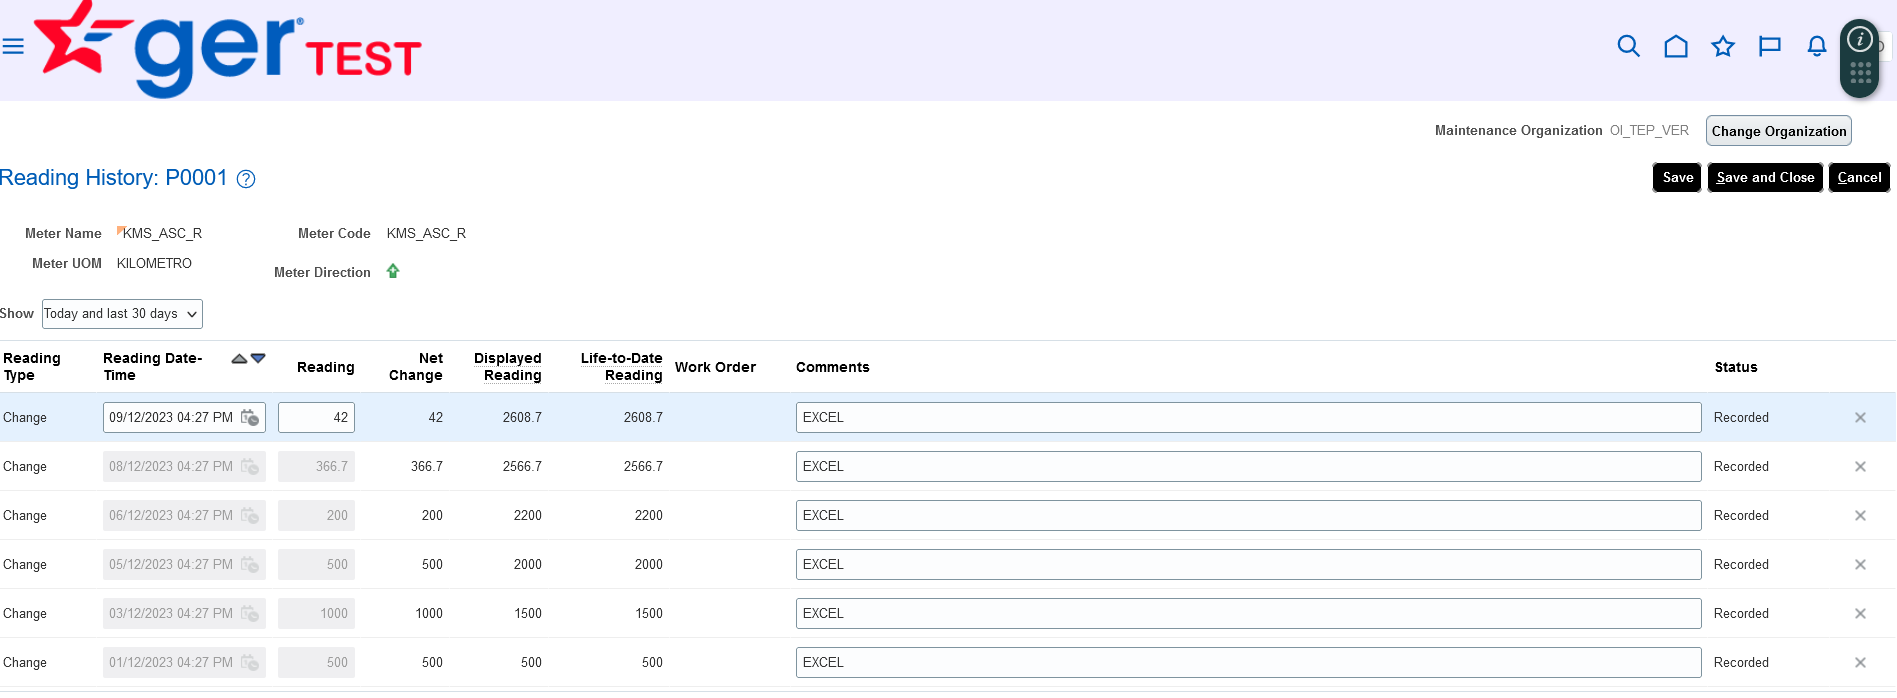 ger® TEST
Maintenance Organization OI_TEP_VER Change Organization
Reading History: P0001 ?
Save Save and Close Cancel
Meter Name KMS_ASC_R Meter Code KMS_ASC_R
Meter UOM KILOMETRO
Meter Direction
Show Today and last 30 days
Reading Type Reading Date-Time Reading Net Change Displayed Reading Life-to-Date Reading Work Order Comments Status
Change 09/12/2023 04:27 PM 42 42 2608.7 2608.7 EXCEL Recorded
Change 08/12/2023 04:27 PM 366.7 366.7 2566.7 2566.7 EXCEL Recorded
Change 06/12/2023 04:27 PM 200 200 2200 2200 EXCEL Recorded
Change 05/12/2023 04:27 PM 500 500 2000 2000 EXCEL Recorded
Change 03/12/2023 04:27 PM 1000 1000 1500 1500 EXCEL Recorded
Change 01/12/2023 04:27 PM 500 500 500 500 EXCEL Recorded